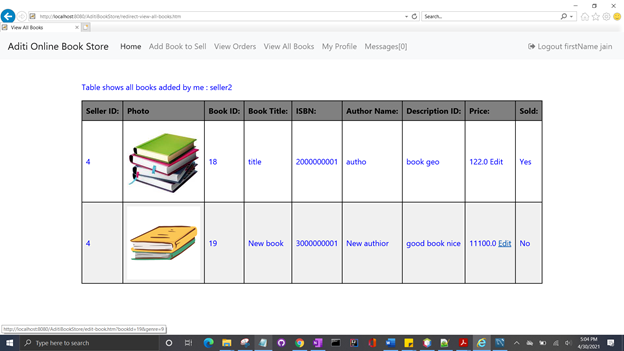 http://localhost:8080/AditiBookStore/redirect-view-all-books.htm
Search...
View All Books
Aditi Online Book Store Home Add Book to Sell View Orders View All Books My Profile Messages[0] Logout firstName jain
Table shows all books added by me : seller2
Seller ID: Photo Book ID: Book Title: ISBN: Author Name: Description ID: Price: Sold:
4 18 title 2000000001 autho book geo 122.0 Edit Yes
4 19 New book 3000000001 New authior good book nice 11100.0 Edit No
http://localhost:8080/AditiBookStore/edit-book.htm?bookId=19&genre=9
Type here to search
5:04 PM
4/30/2021